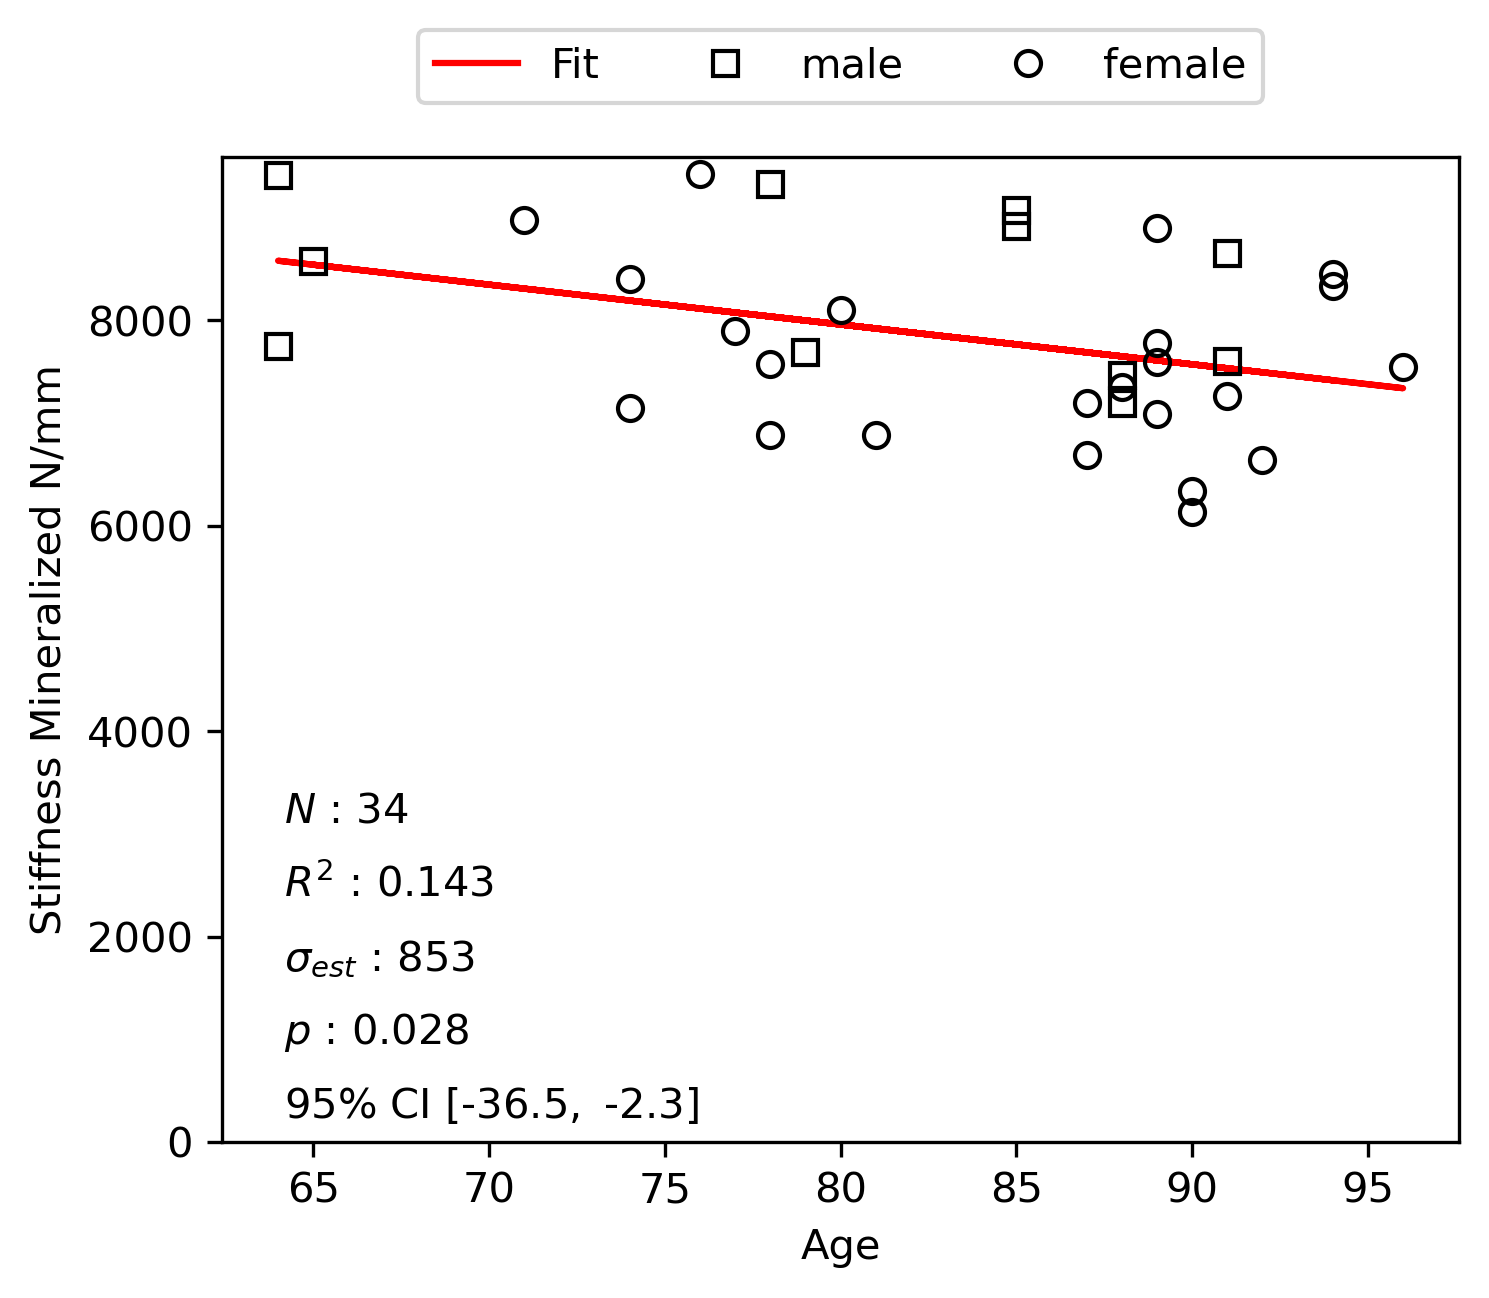 Fit male female
Stiffness Mineralized N/mm
8000
6000
4000
2000
0
N : 34
R² : 0.143
σest : 853
p : 0.028
95% CI [-36.5, -2.3]
65 70 75 80 85 90 95
Age